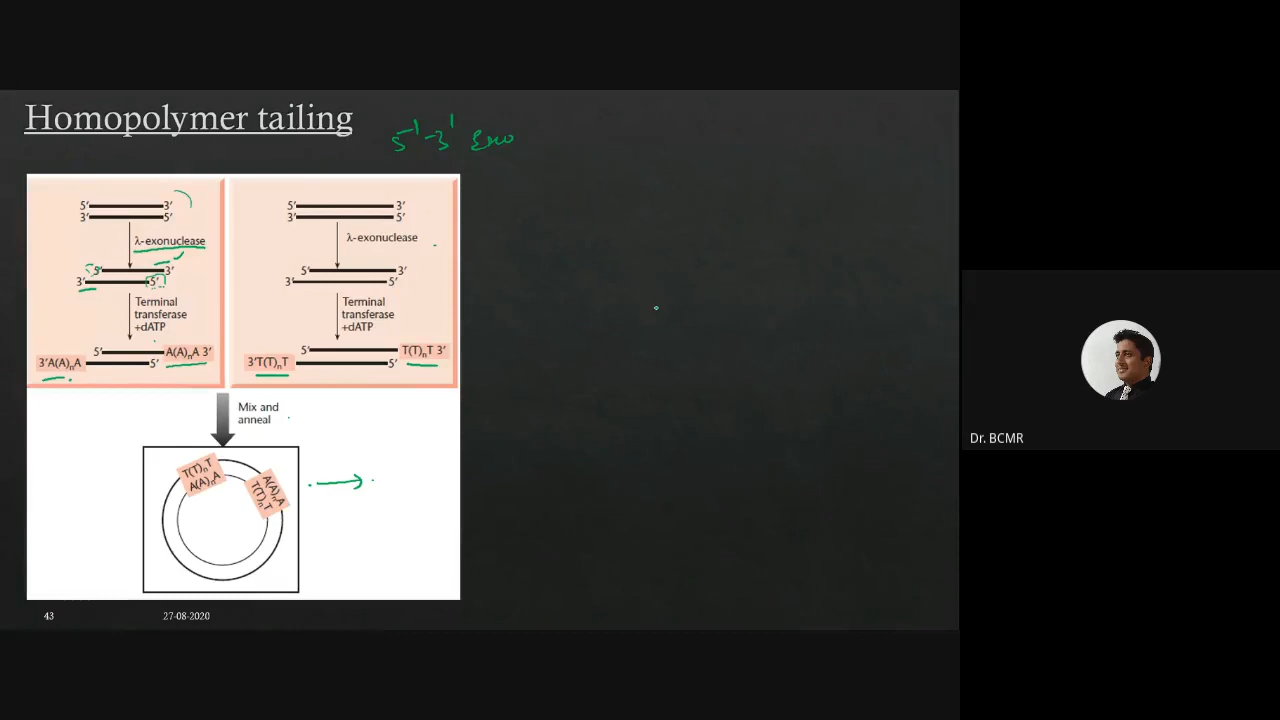 Homopolymer tailing
5'-3' Exo
5' 3'
3' 5'
λ-exonuclease
5' 3'
3' 5'
Terminal
transferase
+dATP
5' A(A)nA 3'
3'A(A)nA 5'
5' 3'
3' 5'
λ-exonuclease
5' 3'
3' 5'
Terminal
transferase
+dATP
5' T(T)nT 3'
3'T(T)nT 5'
Mix and
anneal
T(T)nT
A(A)nA
A(A)nA
T(T)nT
43 27-08-2020
Dr. BCMR